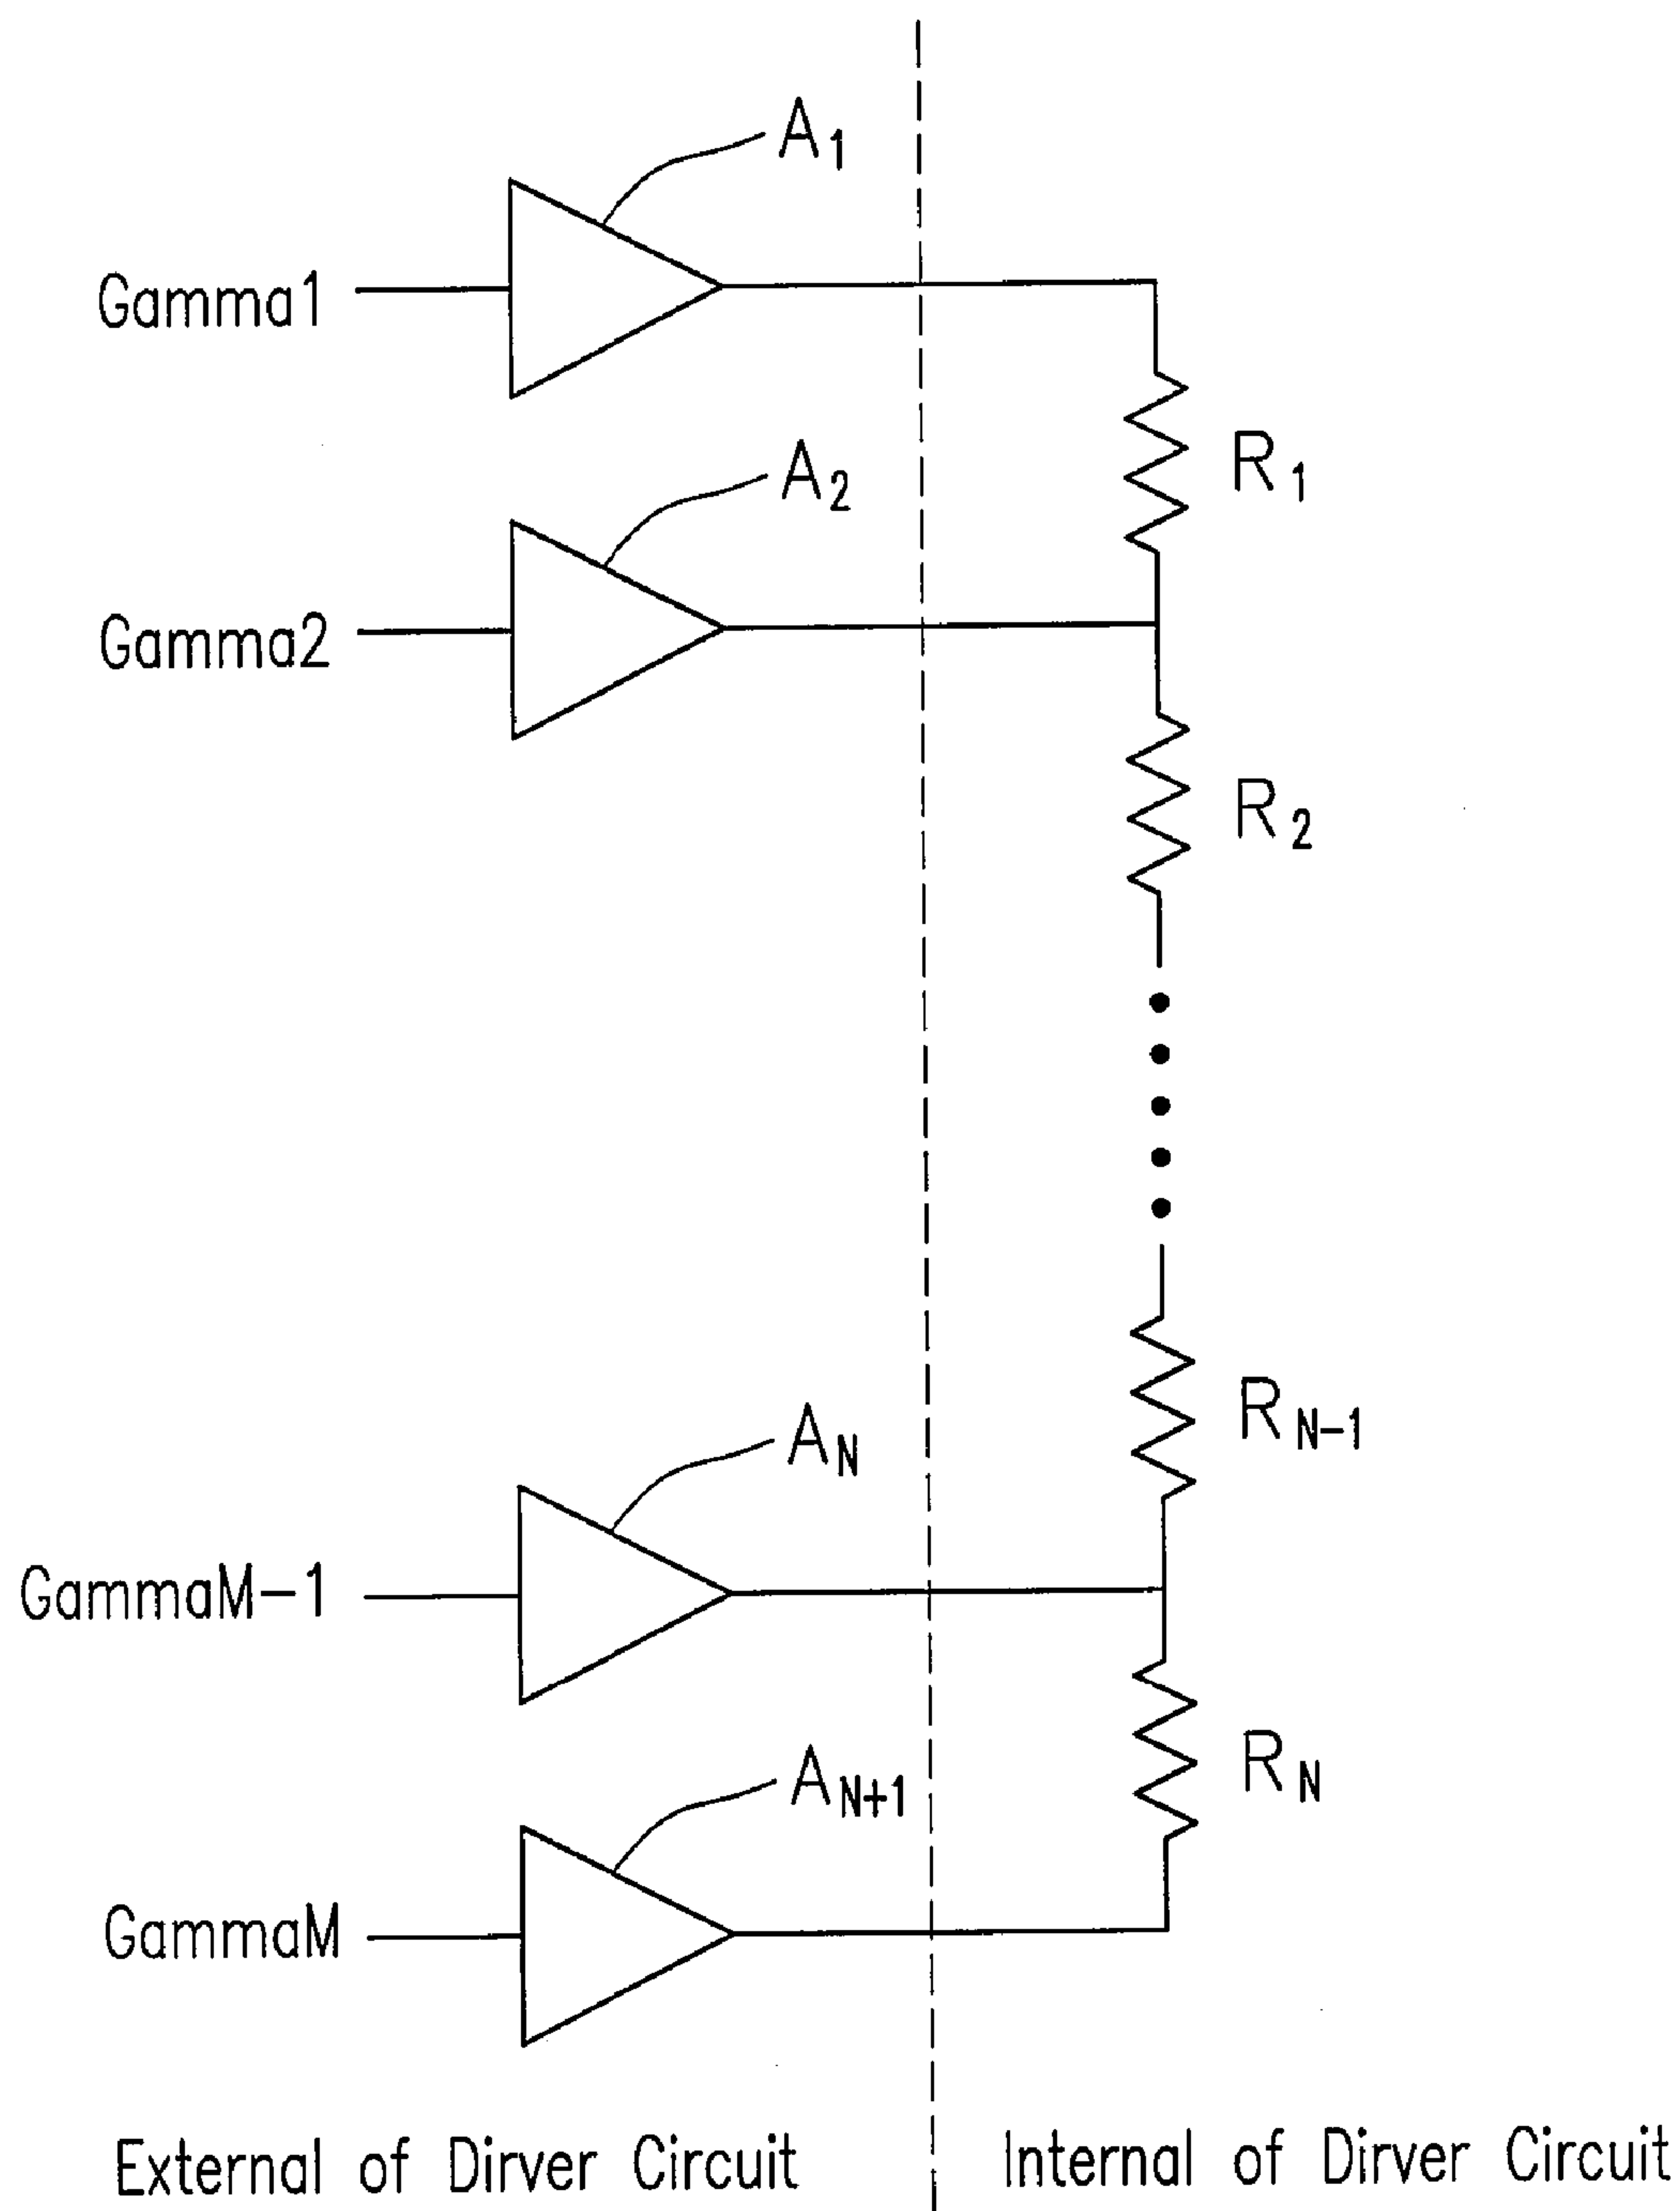 A1
Gamma1
R1
A2
Gamma2
R2
RN-1
AN
GammaM-1
RN
AN+1
GammaM
External of Dirver Circuit
Internal of Dirver Circuit